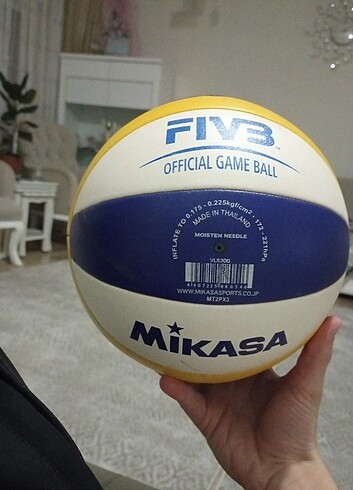 FIVB
OFFICIAL GAME BALL
INFLATE TO 0.175 - 0.225kgf/cm² - 172 - 221hPa
MADE IN THAILAND
MOISTEN NEEDLE
VLS300
WWW.MIKASASPORTS.CO.JP
MT2PX3
MIKASA